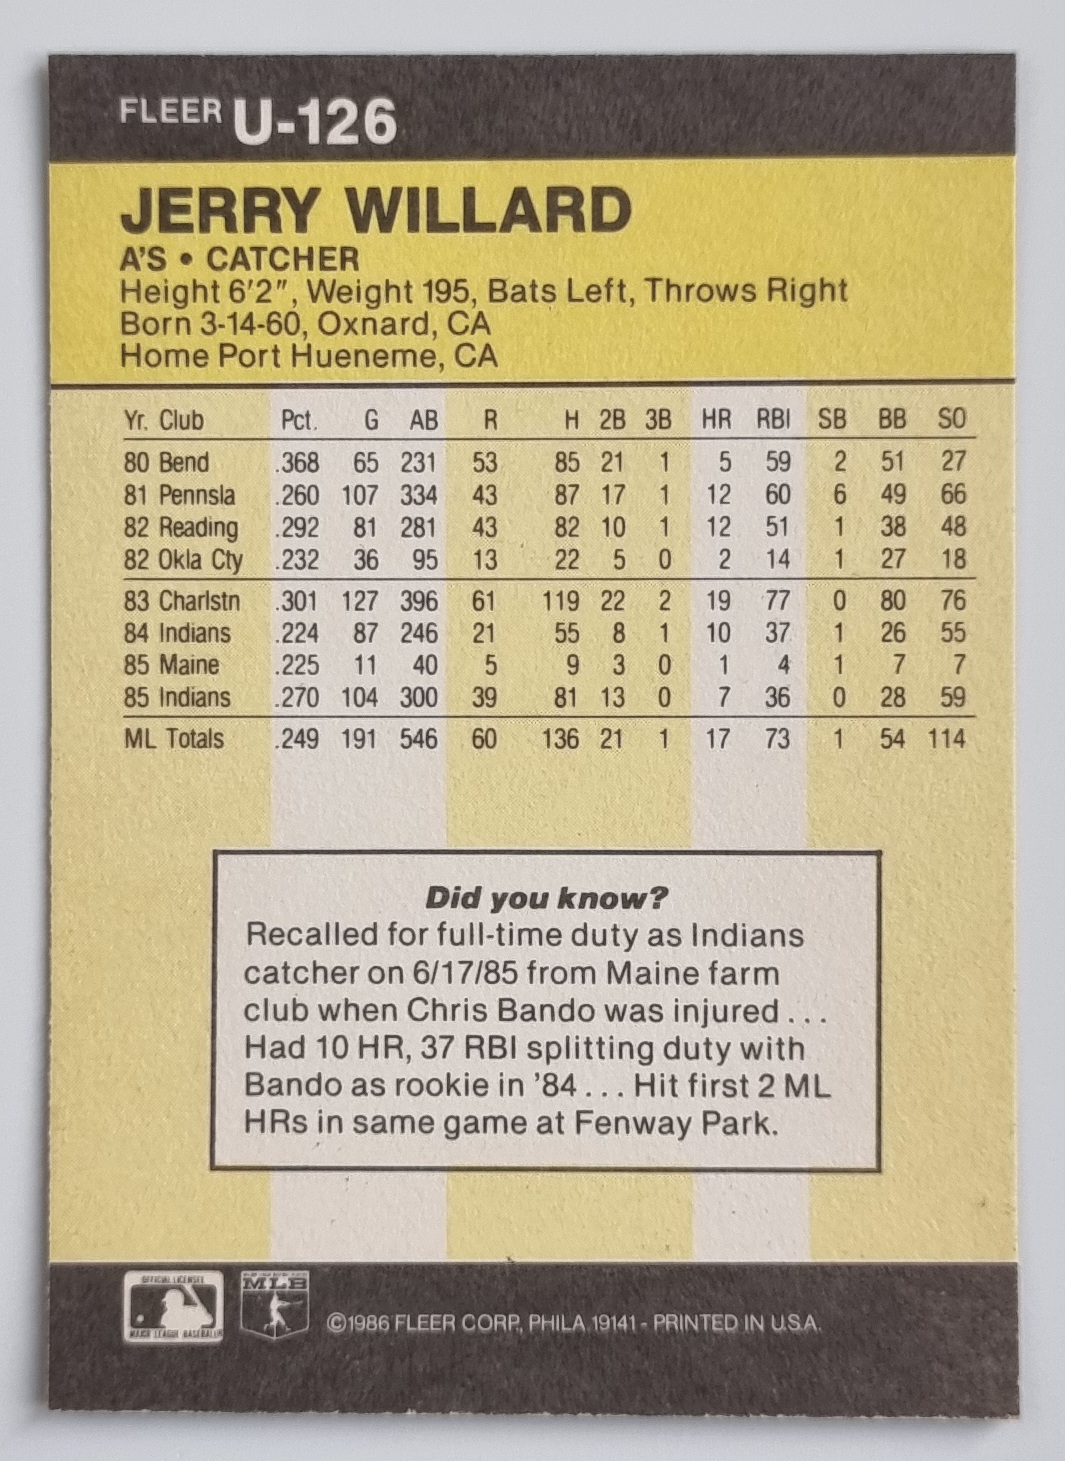 FLEER U-126
JERRY WILLARD
A'S • CATCHER
Height 6'2", Weight 195, Bats Left, Throws Right
Born 3-14-60, Oxnard, CA
Home Port Hueneme, CA
Yr. Club Pct. G AB R H 2B 3B HR RBI SB BB SO
80 Bend .368 65 231 53 85 21 1 5 59 2 51 27
81 Pennsla .260 107 334 43 87 17 1 12 60 6 49 66
82 Reading .292 81 281 43 82 10 1 12 51 1 38 48
82 Okla Cty .232 36 95 13 22 5 0 2 14 1 27 18
83 Charlstn .301 127 396 61 119 22 2 19 77 0 80 76
84 Indians .224 87 246 21 55 8 1 10 37 1 26 55
85 Maine .225 11 40 5 9 3 0 1 4 1 7 7
85 Indians .270 104 300 39 81 13 0 7 36 0 28 59
ML Totals .249 191 546 60 136 21 1 17 73 1 54 114
Did you know?
Recalled for full-time duty as Indians
catcher on 6/17/85 from Maine farm
club when Chris Bando was injured . . .
Had 10 HR, 37 RBI splitting duty with
Bando as rookie in '84 . . . Hit first 2 ML
HRs in same game at Fenway Park.
OFFICIAL LICENSEE
MAJOR LEAGUE BASEBALL
MLB
©1986 FLEER CORP., PHILA. 19141 - PRINTED IN U.S.A.